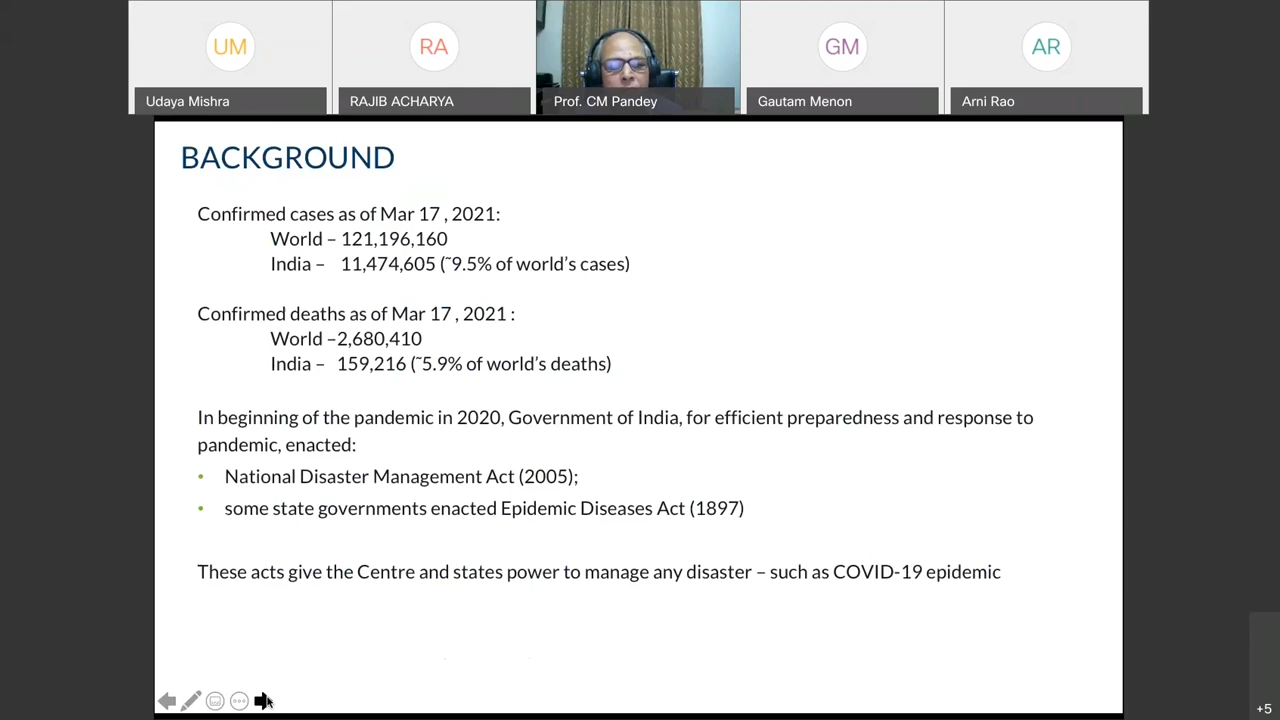 UM
RA
GM
AR
Udaya Mishra
RAJIB ACHARYA
Prof. CM Pandey
Gautam Menon
Arni Rao
BACKGROUND
Confirmed cases as of Mar 17 , 2021:
World – 121,196,160
India – 11,474,605 (˜9.5% of world's cases)
Confirmed deaths as of Mar 17 , 2021 :
World –2,680,410
India – 159,216 (˜5.9% of world's deaths)
In beginning of the pandemic in 2020, Government of India, for efficient preparedness and response to
pandemic, enacted:
• National Disaster Management Act (2005);
• some state governments enacted Epidemic Diseases Act (1897)
These acts give the Centre and states power to manage any disaster – such as COVID-19 epidemic
+5